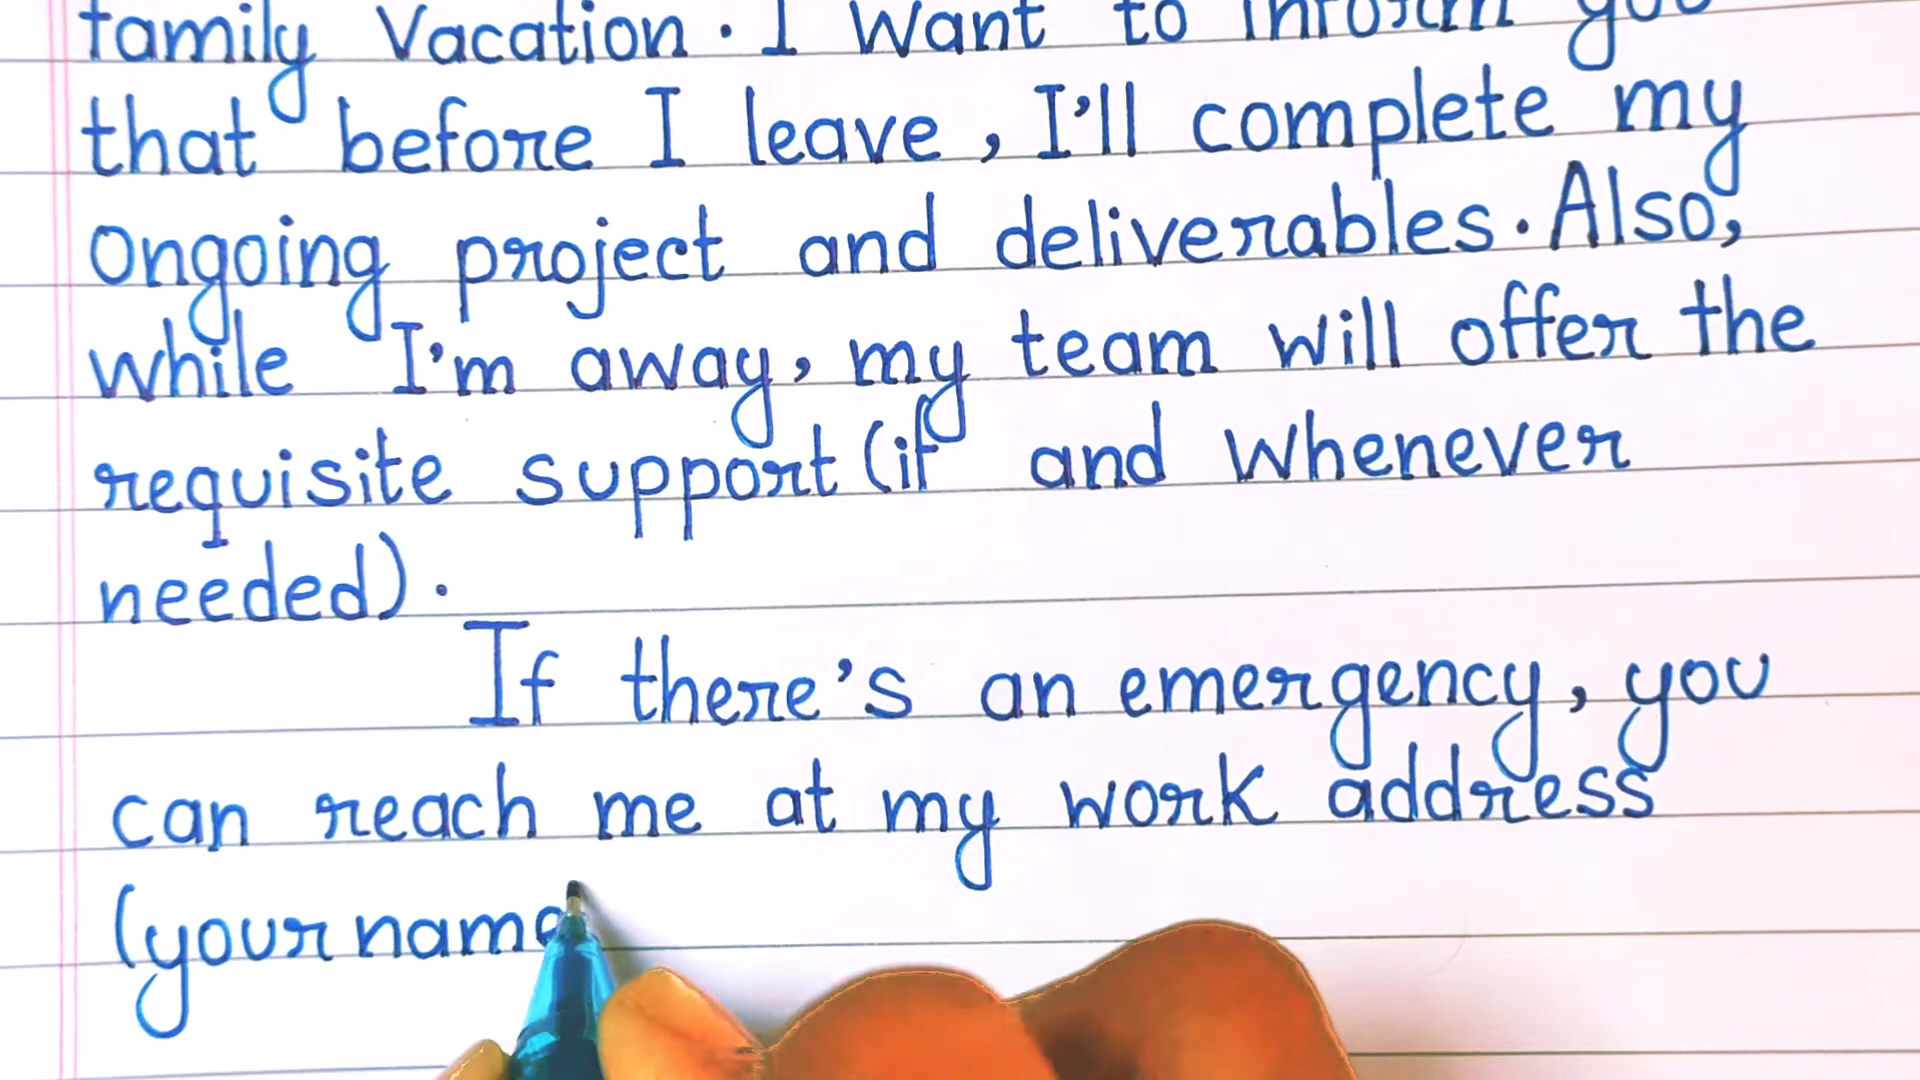 family Vacation. I Want to inform you
that before I leave, I'll complete my
ongoing project and deliverables. Also,
while I'm away, my team will offer the
requisite support (if and whenever
needed).
If there's an emergency, you
can reach me at my work address
(your name